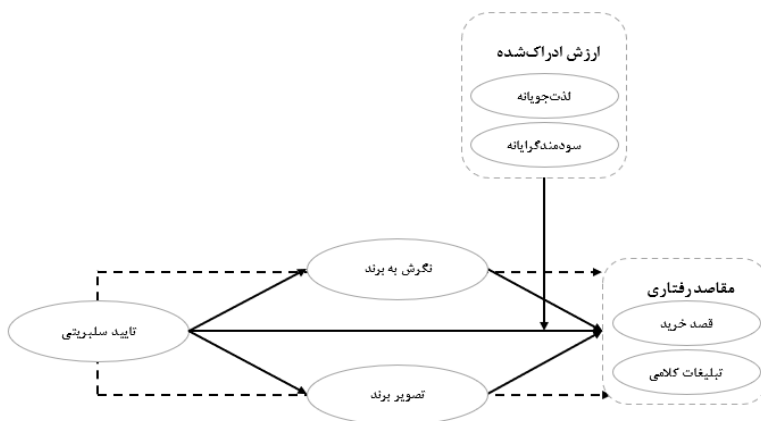 ارزش ادراک‌شده
لذت‌جویانه
سودمندگرایانه
نگرش به برند
مقاصد رفتاری
تایید سلبریتی
قصد خرید
تبلیغات کلامی
تصویر برند